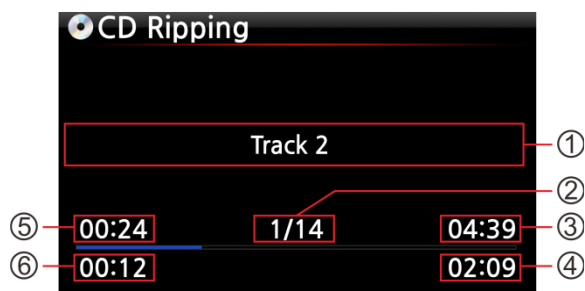 CD Ripping
Track 2
①
②
⑤ 00:24 1/14 04:39 ③
⑥ 00:12 02:09 ④